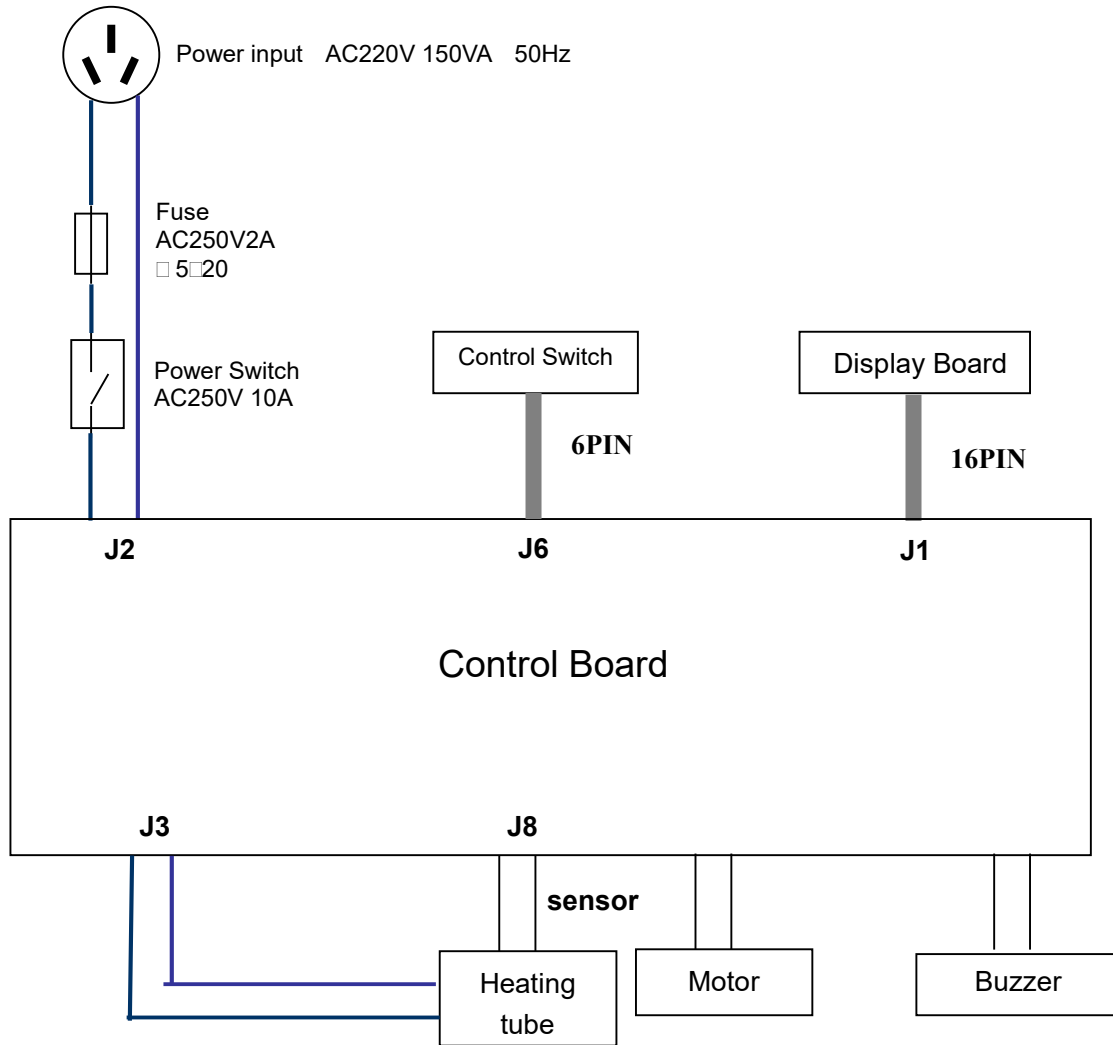 Power input AC220V 150VA 50Hz
Fuse
AC250V2A
□ 5□20
Power Switch
AC250V 10A
Control Switch
Display Board
6PIN
16PIN
J2
J6
J1
Control Board
J3
J8
sensor
Heating
tube
Motor
Buzzer